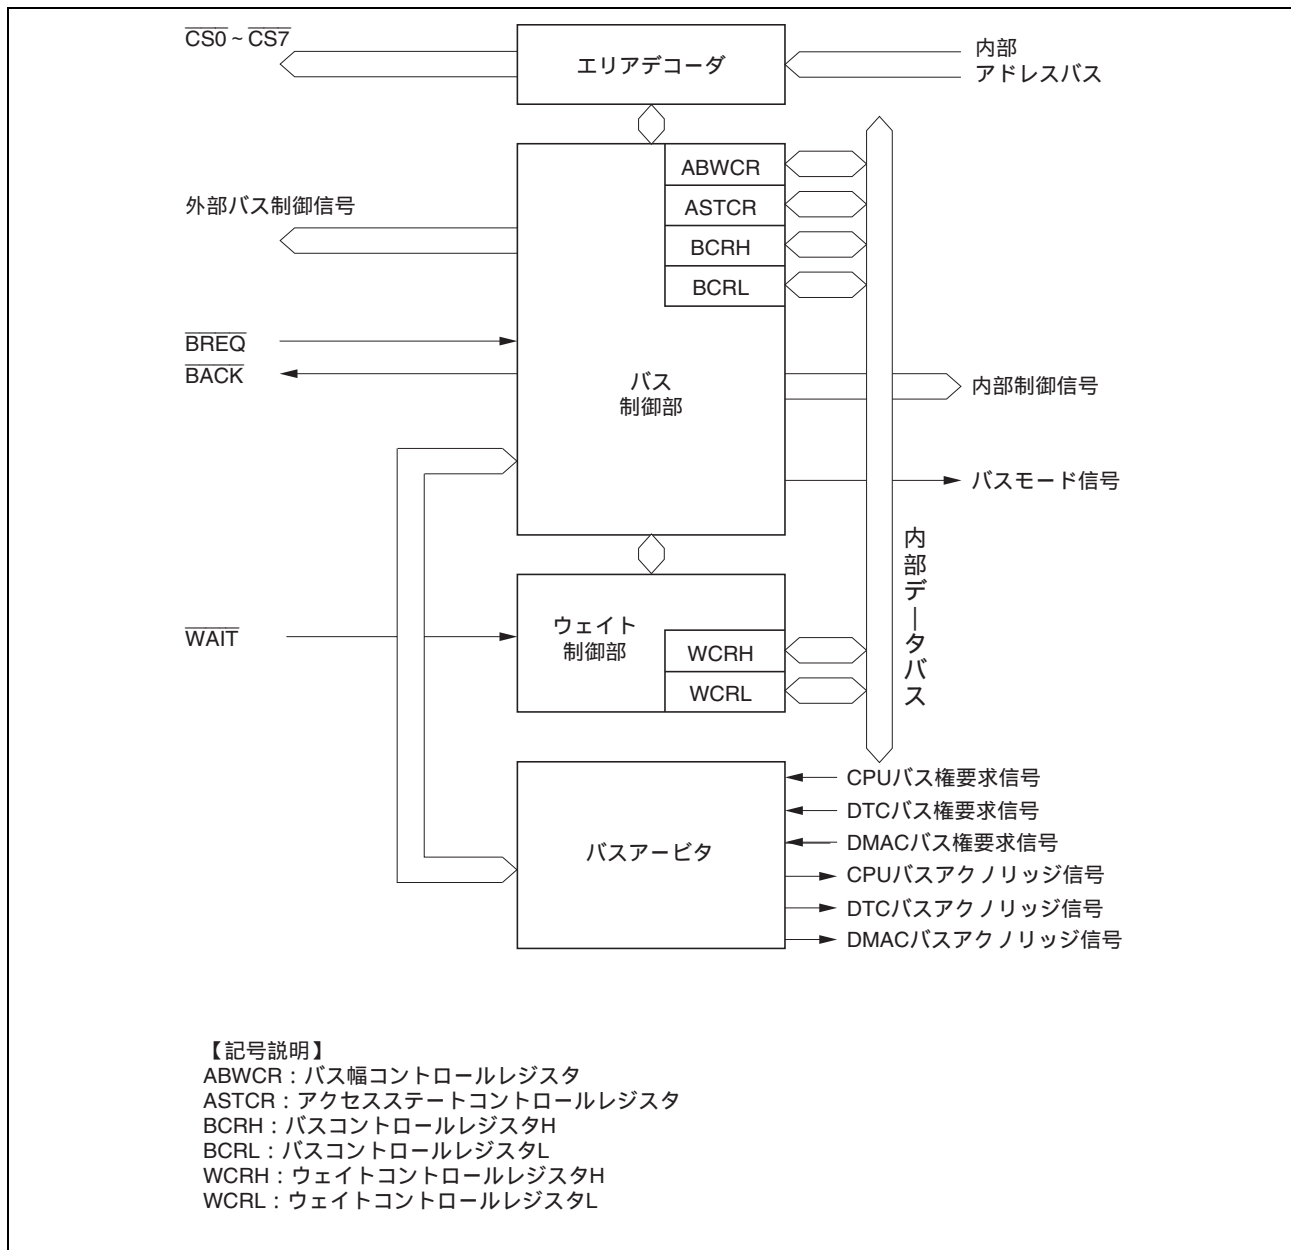 C̅S̅0̅ ~ C̅S̅7̅
エリアデコーダ
内部
アドレスバス
ABWCR
ASTCR
BCRH
BCRL
外部バス制御信号
B̅R̅E̅Q̅
B̅A̅C̅K̅
バス
制御部
内部制御信号
バスモード信号
内部データバス
W̅A̅I̅T̅
ウェイト
制御部
WCRH
WCRL
バスアービタ
CPUバス権要求信号
DTCバス権要求信号
DMACバス権要求信号
CPUバスアクノリッジ信号
DTCバスアクノリッジ信号
DMACバスアクノリッジ信号
【記号説明】
ABWCR：バス幅コントロールレジスタ
ASTCR：アクセスステートコントロールレジスタ
BCRH：バスコントロールレジスタH
BCRL：バスコントロールレジスタL
WCRH：ウェイトコントロールレジスタH
WCRL：ウェイトコントロールレジスタL